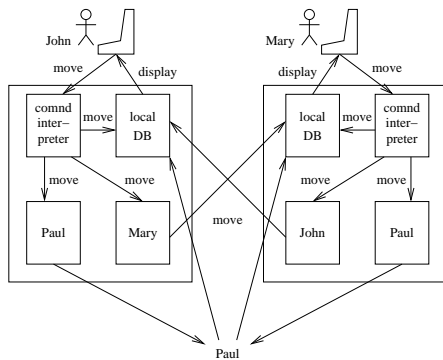 John
Mary
move
display
display
move
comnd
inter-
preter
move
local
DB
local
DB
move
comnd
inter-
preter
move
move
move
move
Paul
Mary
move
John
Paul
Paul